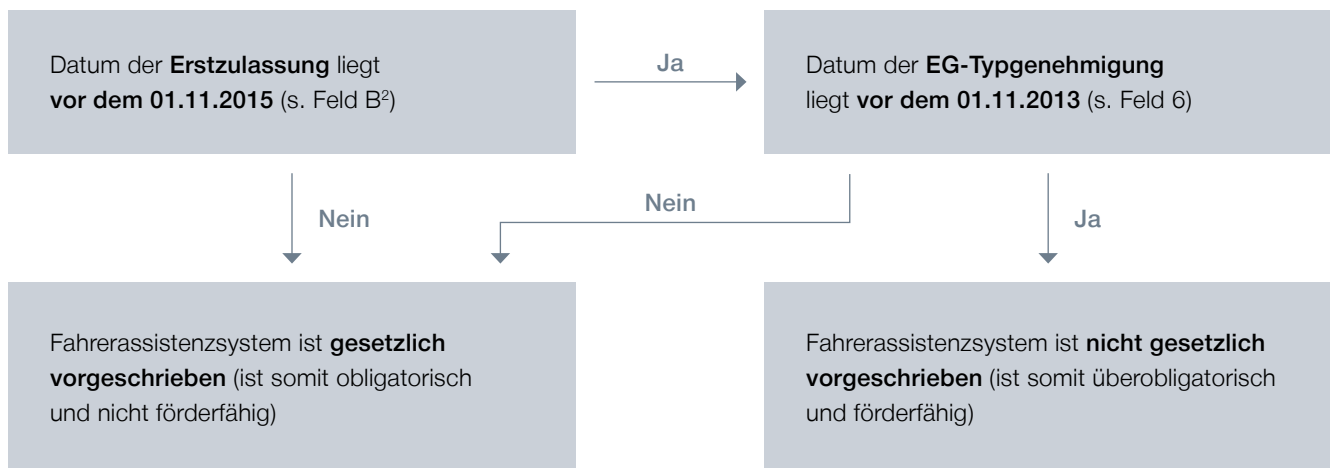 Datum der Erstzulassung liegt
vor dem 01.11.2015 (s. Feld B²)
Ja
Datum der EG-Typgenehmigung
liegt vor dem 01.11.2013 (s. Feld 6)
Nein
Nein
Ja
Fahrerassistenzsystem ist gesetzlich
vorgeschrieben (ist somit obligatorisch
und nicht förderfähig)
Fahrerassistenzsystem ist nicht gesetzlich
vorgeschrieben (ist somit überobligatorisch
und förderfähig)